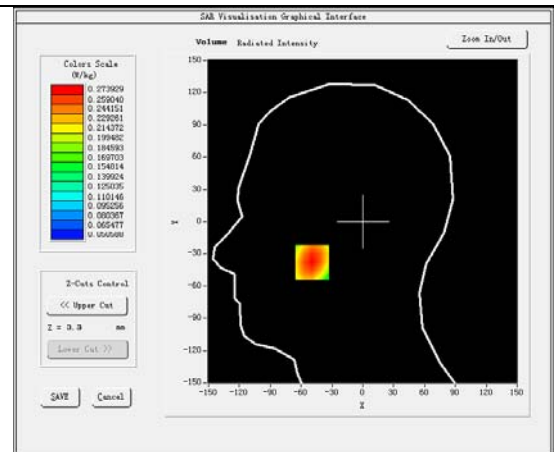 SAR Visualisation Graphical Interface
Volume Radiated Intensity
Zoom In/Out
Colors Scale
(W/kg)
0.273929
0.259040
0.244151
0.229261
0.214372
0.199482
0.184593
0.169703
0.154814
0.139924
0.125035
0.110146
0.095256
0.080367
0.065477
0.050588
Z-Cuts Control
<< Upper Cut
Z = 3.3 mm
Lower Cut >>
SAVE Cancel
150
120
90
60
30
Y 0
-30
-60
-90
-120
-150
-150 -120 -90 -60 -30 0 30 60 90 120 150
X